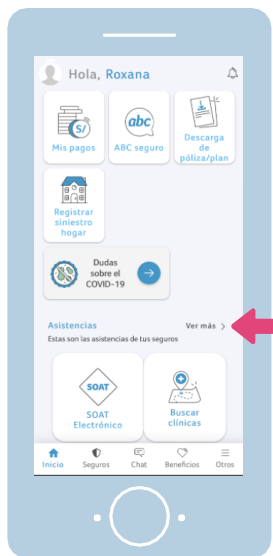 Hola, Roxana
S/
abc
Mis pagos
ABC seguro
Descarga
de
póliza/plan
Registrar
siniestro
hogar
Dudas
sobre el
COVID-19
Asistencias
Ver más >
Estas son las asistencias de tus seguros
SOAT
SOAT
Electrónico
Buscar
clínicas
Inicio
Seguros
Chat
Beneficios
Otros